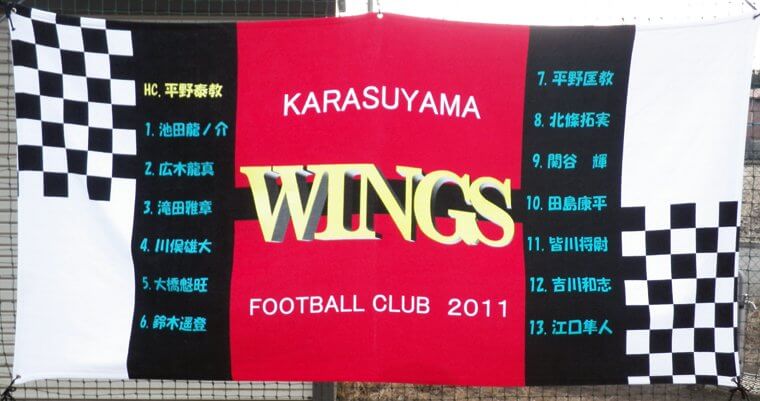 HC. 平野泰教
1. 池田龍ノ介
2. 広木龍真
3. 滝田雅章
4. 川俣雄大
5. 大橋魁旺
6. 鈴木遥登
KARASUYAMA
WINGS
FOOTBALL CLUB 2011
7. 平野匡教
8. 北條拓実
9. 関谷 輝
10. 田島康平
11. 皆川将尉
12. 吉川和志
13. 江口隼人